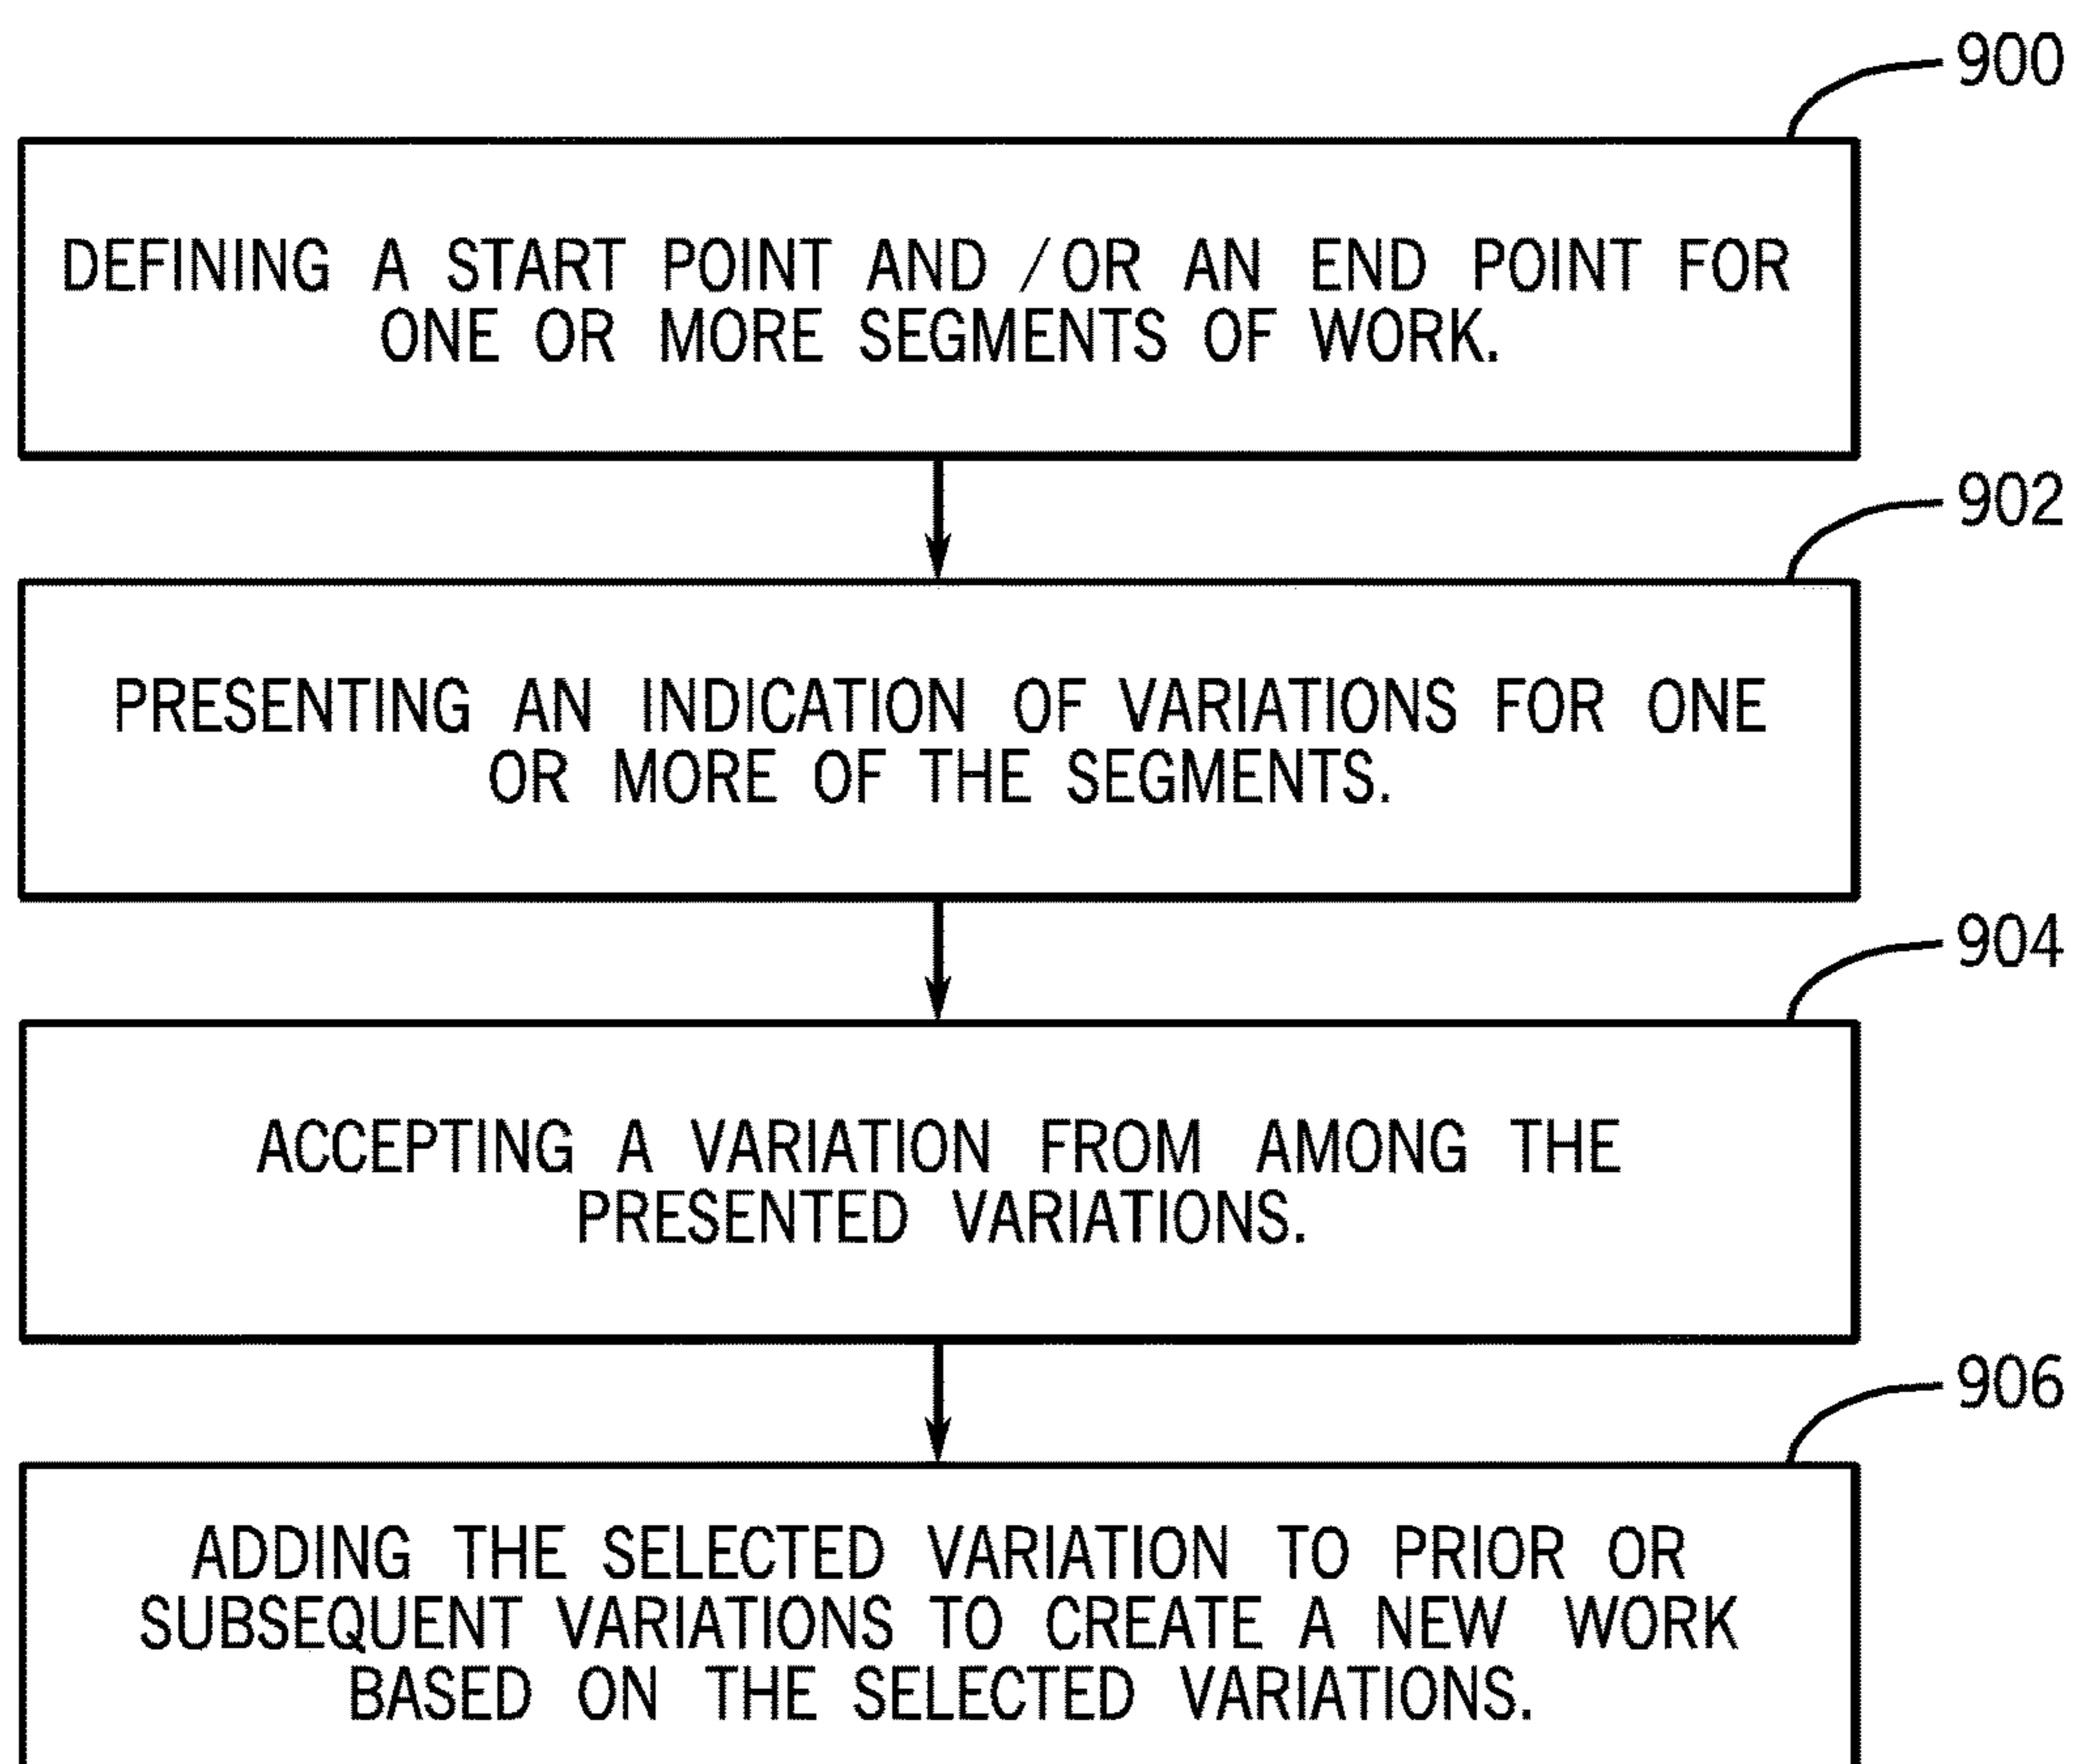 900
DEFINING A START POINT AND /OR AN END POINT FOR
ONE OR MORE SEGMENTS OF WORK.
902
PRESENTING AN INDICATION OF VARIATIONS FOR ONE
OR MORE OF THE SEGMENTS.
904
ACCEPTING A VARIATION FROM AMONG THE
PRESENTED VARIATIONS.
906
ADDING THE SELECTED VARIATION TO PRIOR OR
SUBSEQUENT VARIATIONS TO CREATE A NEW WORK
BASED ON THE SELECTED VARIATIONS.